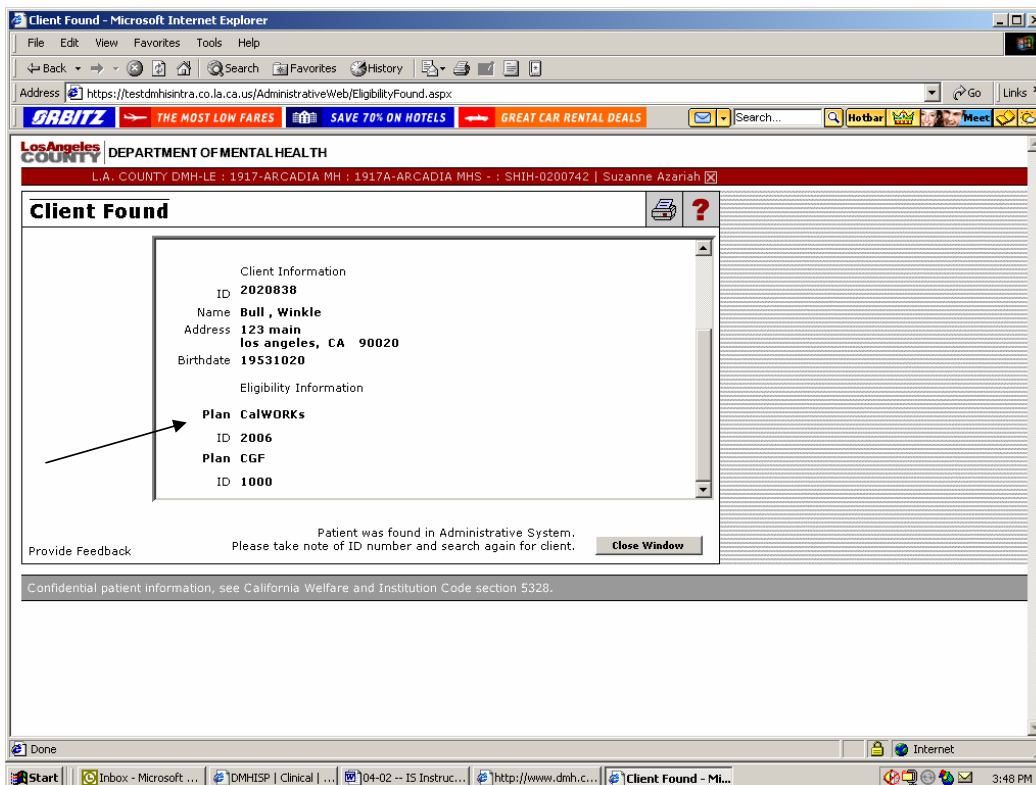 Client Found - Microsoft Internet Explorer
File Edit View Favorites Tools Help
Back Search Favorites History
Address https://testdmhisintra.co.la.ca.us/AdministrativeWeb/EligibilityFound.aspx Go Links
ORBITZ THE MOST LOW FARES SAVE 70% ON HOTELS GREAT CAR RENTAL DEALS Search... Hotbar Meet
Los Angeles COUNTY DEPARTMENT OF MENTAL HEALTH
L.A. COUNTY DMH-LE : 1917-ARCADIA MH : 1917A-ARCADIA MHS - : SHIH-0200742 | Suzanne Azariah
Client Found ?
Client Information
ID 2020838
Name Bull , Winkle
Address 123 main
los angeles, CA 90020
Birthdate 19531020
Eligibility Information
Plan CalWORKs
ID 2006
Plan CGF
ID 1000
Patient was found in Administrative System.
Please take note of ID number and search again for client.
Close Window
Provide Feedback
Confidential patient information, see California Welfare and Institution Code section 5328.
Done Internet
Start Inbox - Microsoft ... DMHISP | Clinical | ... 04-02 -- IS Instruc... http://www.dmh.c... Client Found - Mi... 3:48 PM